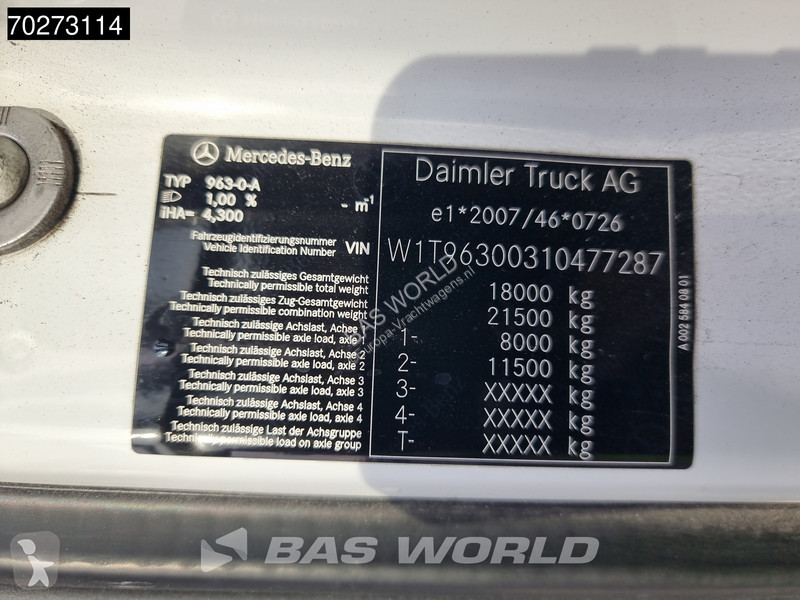 70273114
Mercedes-Benz
TYP 963-0-A
1,00 % - m-1
iHA= 4,300
Fahrzeugidentifizierungsnummer
Vehicle Identification Number VIN
Technisch zulässiges Gesamtgewicht
Technically permissible total weight
Technisch zulässiges Zug-Gesamtgewicht
Technically permissible combination weight
Technisch zulässige Achslast, Achse 1
Technically permissible axle load, axle 1
Technisch zulässige Achslast, Achse 2
Technically permissible axle load, axle 2
Technisch zulässige Achslast, Achse 3
Technically permissible axle load, axle 3
Technisch zulässige Achslast, Achse 4
Technically permissible axle load, axle 4
Technisch zulässige Last der Achsgruppe
Technically permissible load on axle group
Daimler Truck AG
e1*2007/46*0726
W1T96300310477287
18000 kg
21500 kg
1- 8000 kg
2- 11500 kg
3- XXXXX kg
4- XXXXX kg
T- XXXXX kg
A 002 584 08 01
BAS WORLD
Europa-Vrachtwagens.nl
BAS WORLD